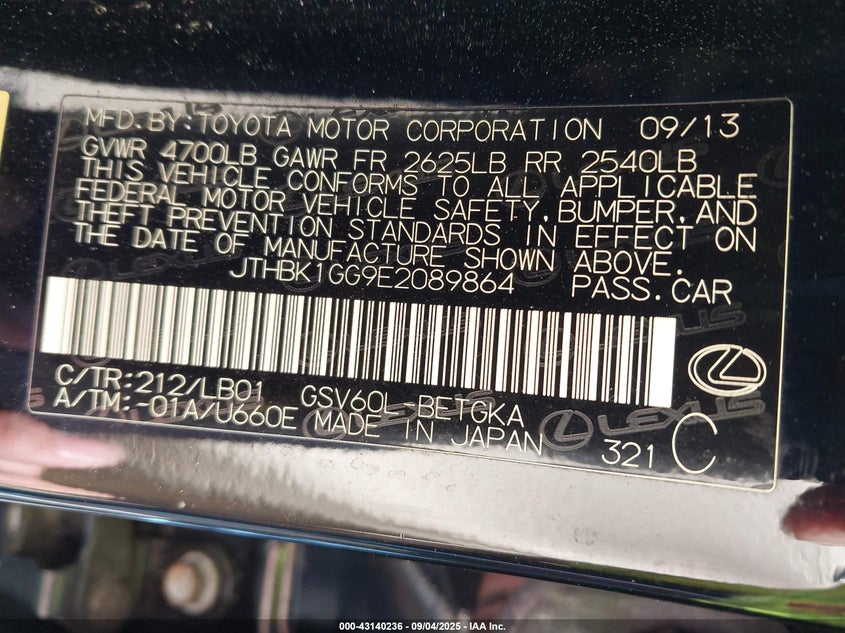 MFD.BY:TOYOTA MOTOR CORPORATION 09/13
GVWR 4700LB GAWR FR 2625LB RR 2540LB
THIS VEHICLE CONFORMS TO ALL APPLICABLE
FEDERAL MOTOR VEHICLE SAFETY,BUMPER,AND
THEFT PREVENTION STANDARDS IN EFFECT ON
THE DATE OF MANUFACTURE SHOWN ABOVE.
JTHBK1GG9E2089864 PASS.CAR
C/TR:212/LB01 GSV60L-BETGKA
A/TM:-01A/U660E MADE IN JAPAN
LEXUS
321 C
000-43140236 - 09/04/2025 - IAA Inc.